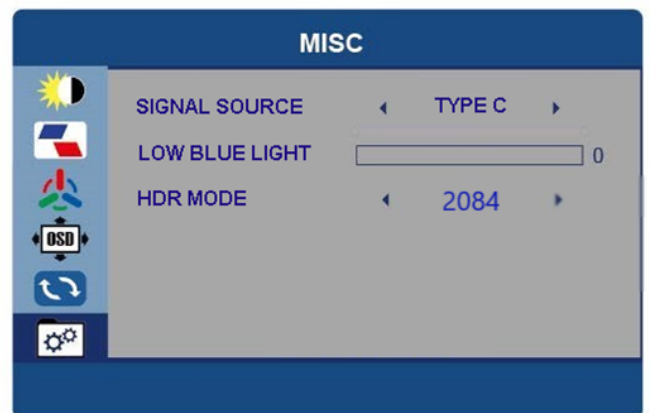 MISC
SIGNAL SOURCE TYPE C
LOW BLUE LIGHT 0
HDR MODE 2084
OSD